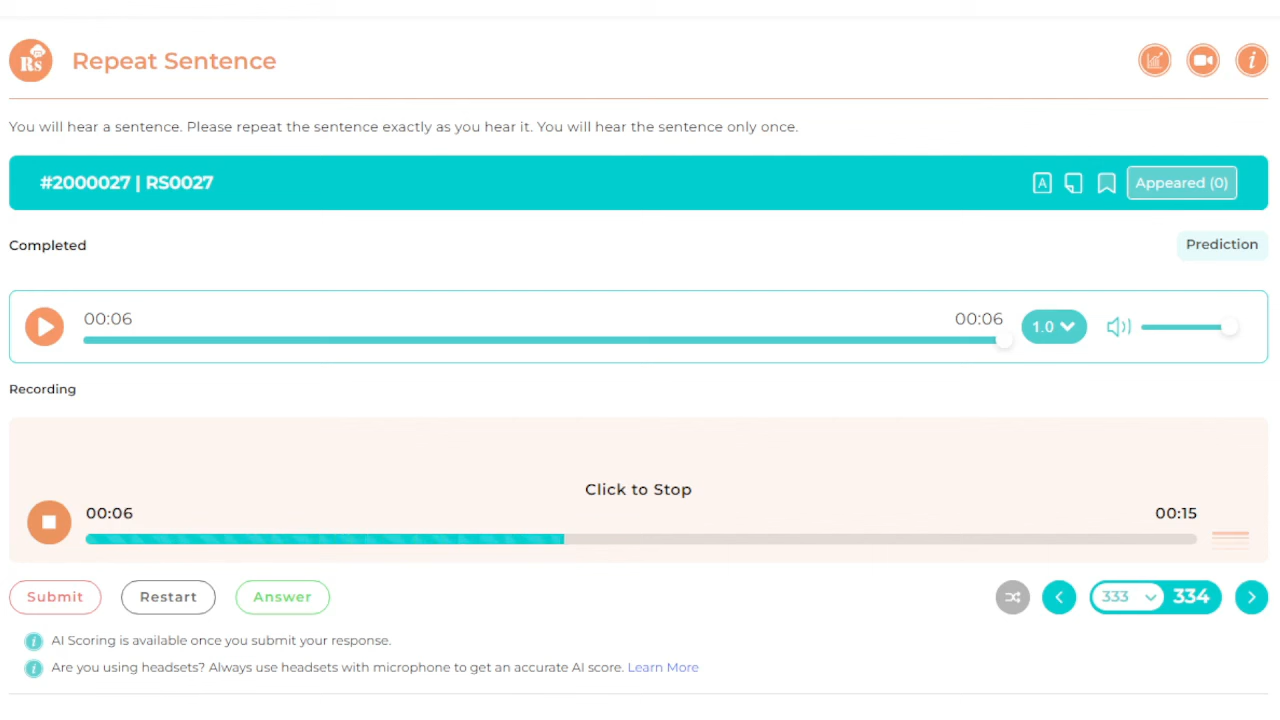 Rs Repeat Sentence
You will hear a sentence. Please repeat the sentence exactly as you hear it. You will hear the sentence only once.
#2000027 | RS0027 A Appeared (0)
Completed Prediction
00:06 00:06 1.0
Recording
Click to Stop
00:06 00:15
Submit Restart Answer 333 334
AI Scoring is available once you submit your response.
Are you using headsets? Always use headsets with microphone to get an accurate AI score. Learn More